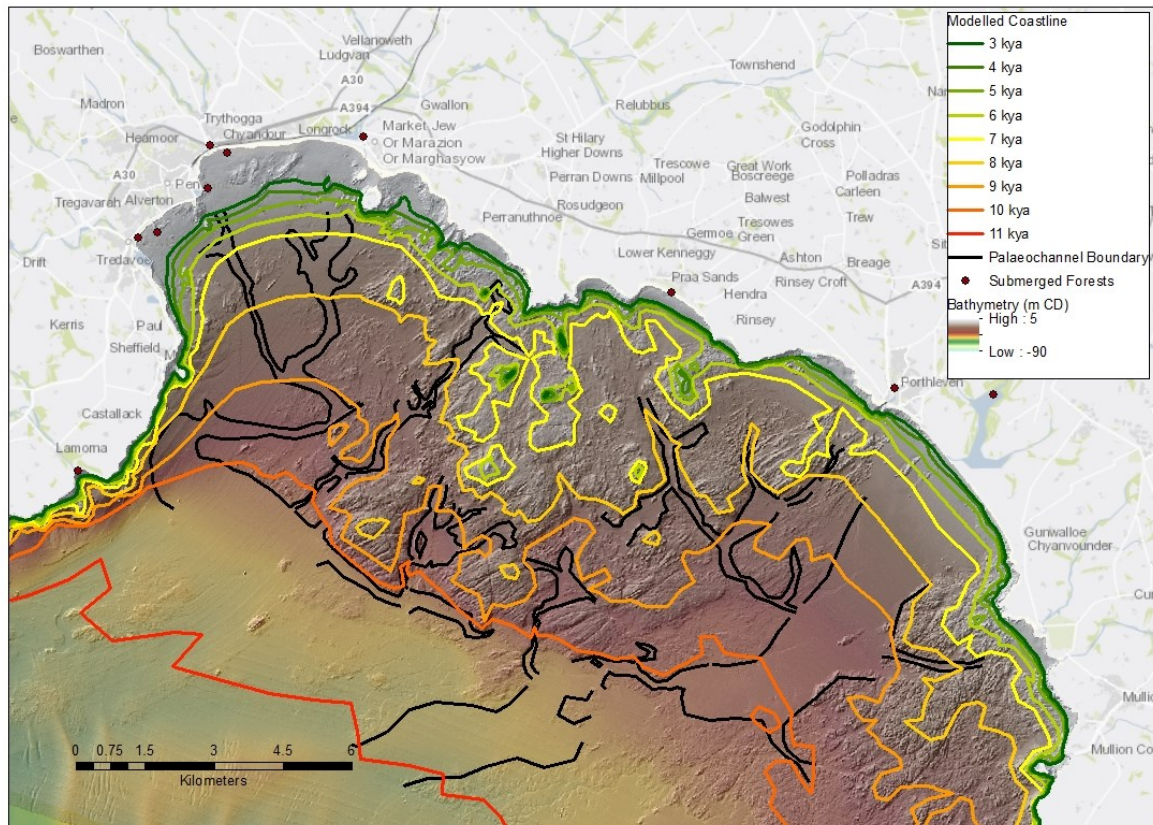 Modelled Coastline
3 kya
4 kya
5 kya
6 kya
7 kya
8 kya
9 kya
10 kya
11 kya
Palaeochannel Boundary
Submerged Forests
Bathymetry (m CD)
High : 5
Low : -90
Boswarthen
Vellanoweth
Ludgvan
A30
Townshend
Madron
Trythogga
A394
Gwallon
Relubbus
Chyandour
Longrock
Heamoor
Market Jew
Or Marazion
Or Marghasyow
St Hilary
Higher Downs
Godolphin
Cross
A30
Pen
Trescowe
Great Work
Boscreege
Perran Downs
Millpool
Polladras
Carleen
Tregavarah
Alverton
Balwest
Rosudgeon
Perranuthnoe
Tresowes
Green
Trew
Germoe
Drift
Tredavoe
Lower Kenneggy
Ashton
Breage
Praa Sands
Rinsey Croft
A394
Hendra
Kerris
Paul
Rinsey
Sheffield
Porthleven
Castallack
Lamorna
Gunwalloe
Chyanvounder
Mullion Co
0 0.75 1.5 3 4.5 6
Kilometers